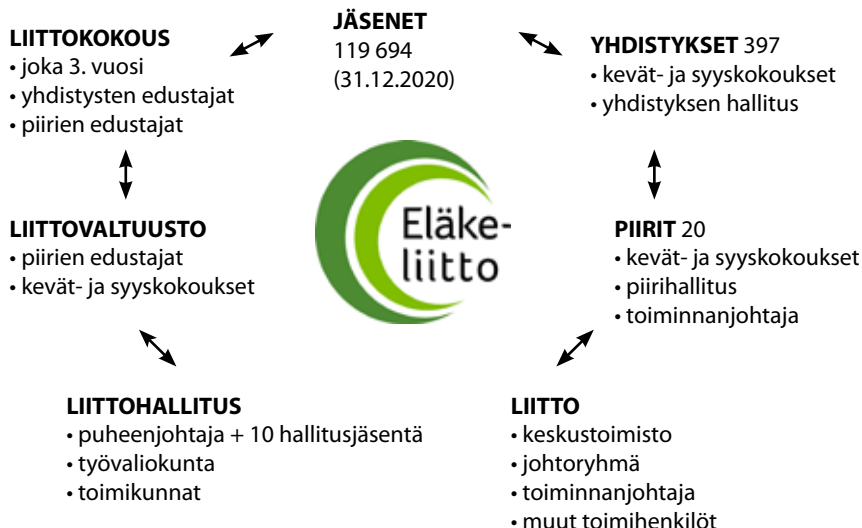 JÄSENET
119 694
(31.12.2020)
LIITTOKOKOUS
• joka 3. vuosi
• yhdistysten edustajat
• piirien edustajat
YHDISTYKSET 397
• kevät- ja syyskokoukset
• yhdistyksen hallitus
Eläke-
liitto
LIITTOVALTUUSTO
• piirien edustajat
• kevät- ja syyskokoukset
PIIRIT 20
• kevät- ja syyskokoukset
• piirihallitus
• toiminnanjohtaja
LIITTOHALLITUS
• puheenjohtaja + 10 hallitusjäsentä
• työvaliokunta
• toimikunnat
LIITTO
• keskustoimisto
• johtoryhmä
• toiminnanjohtaja
• muut toimihenkilöt